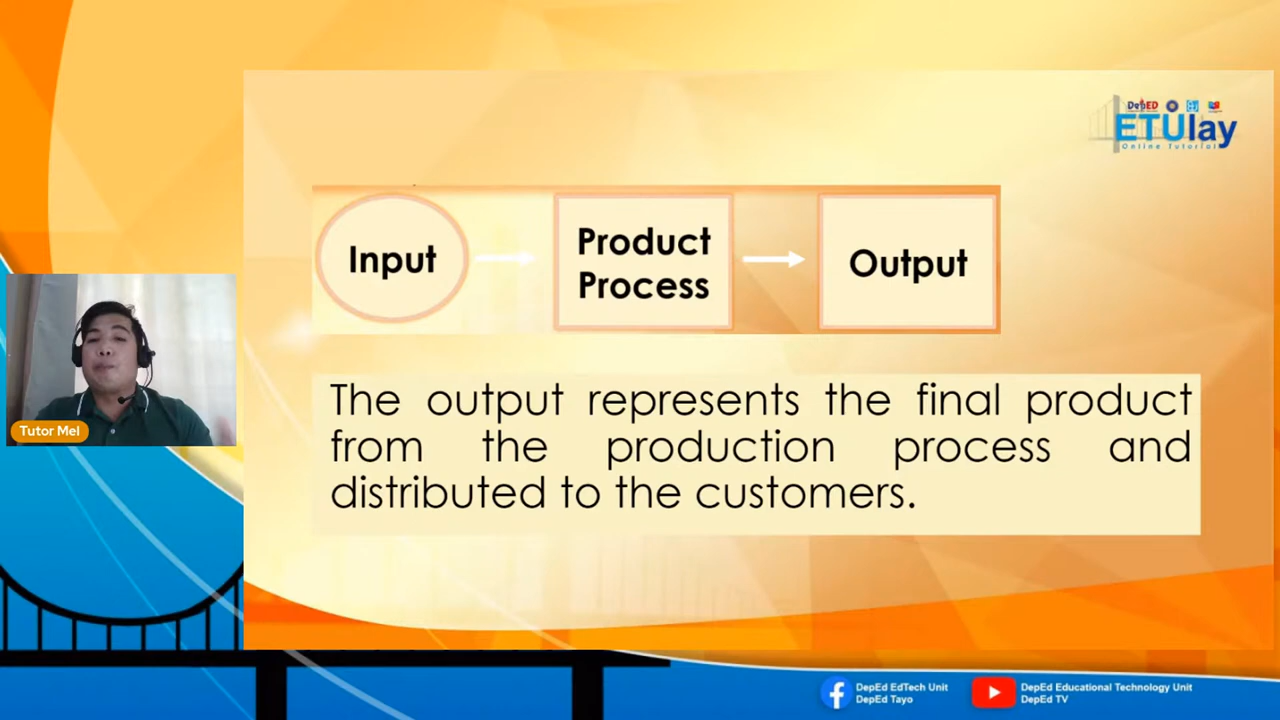 DepED
ETUlay
Online Tutorial
Input
Product
Process
Output
The output represents the final product
from the production process and
distributed to the customers.
Tutor Mel
DepEd EdTech Unit
DepEd Tayo
DepEd Educational Technology Unit
DepEd TV